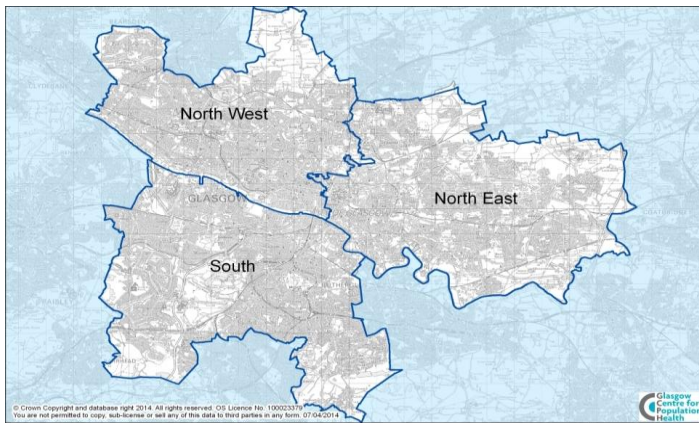 North West
North East
GLASGOW
South
© Crown Copyright and database right 2014. All rights reserved. OS Licence No. 100023379
You are not permitted to copy, sub-license or sell any of this data to third parties in any form. 07/04/2014
Glasgow
Centre for
Population
Health